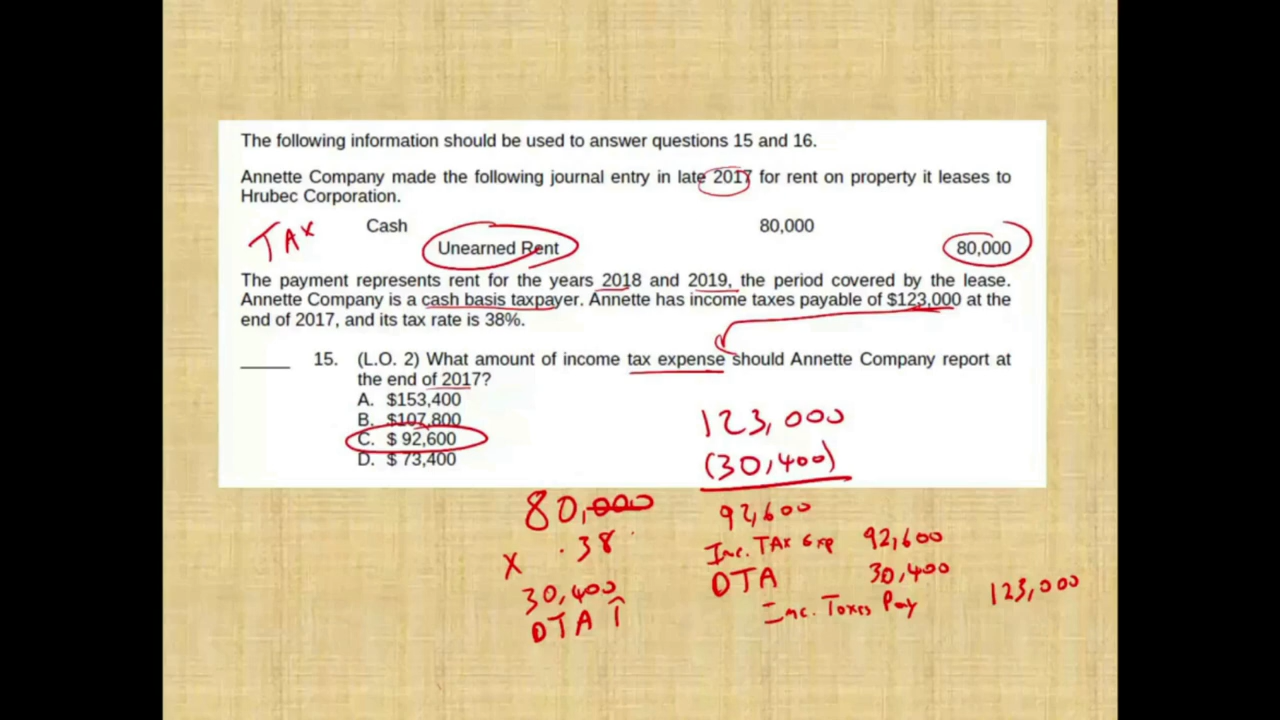 The following information should be used to answer questions 15 and 16.
Annette Company made the following journal entry in late 2017 for rent on property it leases to
Hrubec Corporation.
TAX
Cash 80,000
Unearned Rent 80,000
The payment represents rent for the years 2018 and 2019, the period covered by the lease.
Annette Company is a cash basis taxpayer. Annette has income taxes payable of $123,000 at the
end of 2017, and its tax rate is 38%.
_____ 15. (L.O. 2) What amount of income tax expense should Annette Company report at
the end of 2017?
A. $153,400
B. $107,800
C. $ 92,600
D. $ 73,400
123,000
(30,400)
92,600
80,000
x .38
30,400
DTA ↑
Inc. TAx Exp 92,600
DTA 30,400
Inc. Taxes Pay 123,000